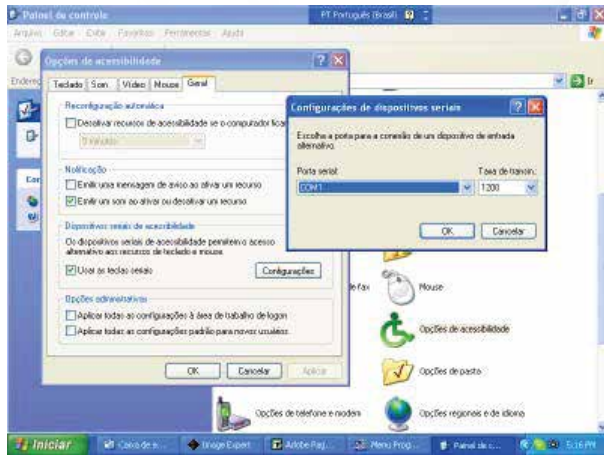 Painel de controle
PT Português (Brasil)
Arquivo Editar Exibir Favoritos Ferramentas Ajuda
Opções de acessibilidade
Teclado Som Vídeo Mouse Geral
Reconfiguração automática
Desativar recursos de acessibilidade se o computador ficar
Notificação
Emitir uma mensagem de aviso ao ativar um recurso
Emitir um som ao ativar ou desativar um recurso
Dispositivos seriais de acessibilidade
Os dispositivos seriais de acessibilidade permitem o acesso
alternativo aos recursos de teclado e mouse.
Usar as teclas seriais
Configurações
Opções administrativas
Aplicar todas as configurações à área de trabalho de logon
Aplicar todas as configurações padrão para novos usuários
OK Cancelar Aplicar
Configurações de dispositivos seriais
Escolha a porta para a conexão de um dispositivo de entrada
alternativo.
Porta serial: Taxa de transm.:
COM1 1200
OK Cancelar
Ir
Mouse
Opções de acessibilidade
Opções de pasta
Opções de telefone e modem
Opções regionais e de idioma
Iniciar
Caixa de e...
Image Expert
Adobe Pag...
Menu Prog...
Painel de c...
5:16 PM